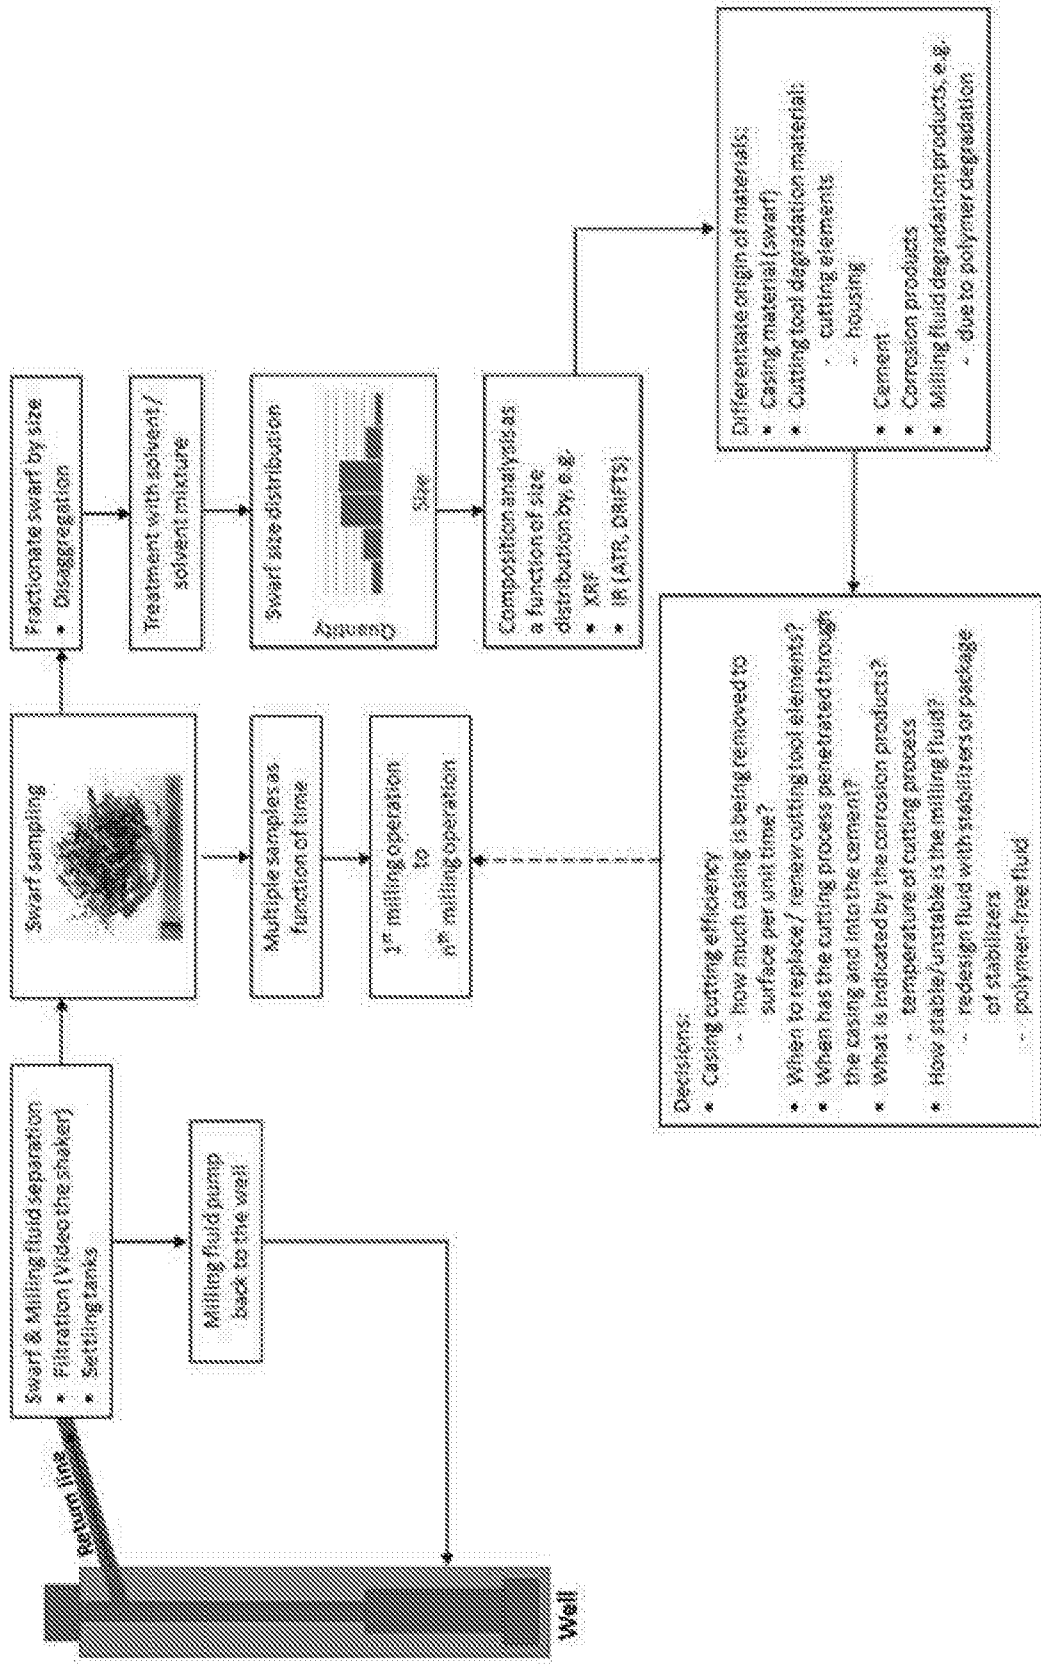 Well
Return line
Swarf & Milling fluid separation
• Filtration (Video the shaker)
• Settling tanks
Milling fluid pump
back to the well
Swarf sampling
Multiple samples as
function of time
1st milling operation
to
nth milling operation
Fractionate swarf by size
• Disaggregation
Treatment with solvent /
solvent mixture
Swarf size distribution
Quantity
Size
Composition analysis as
a function of size
distribution by, e.g.
• XRF
• IR (ATR, DRIFTS)
Differentiate origin of materials:
• Casing material (swarf)
• Cutting tool degradation material:
- cutting elements
- housing
• Cement
• Corrosion products
• Milling fluid degradation products, e.g.
- due to polymer degradation
Decisions:
• Casing cutting efficiency
- how much casing is being removed to
surface per unit time?
• When to replace / renew cutting tool elements?
• When has the cutting process penetrated through
the casing and into the cement?
• What is indicated by the corrosion products?
- temperature of cutting process
• How stable/unstable is the milling fluid?
- redesign fluid with stabilizers or package
of stabilizers
- polymer-free fluid